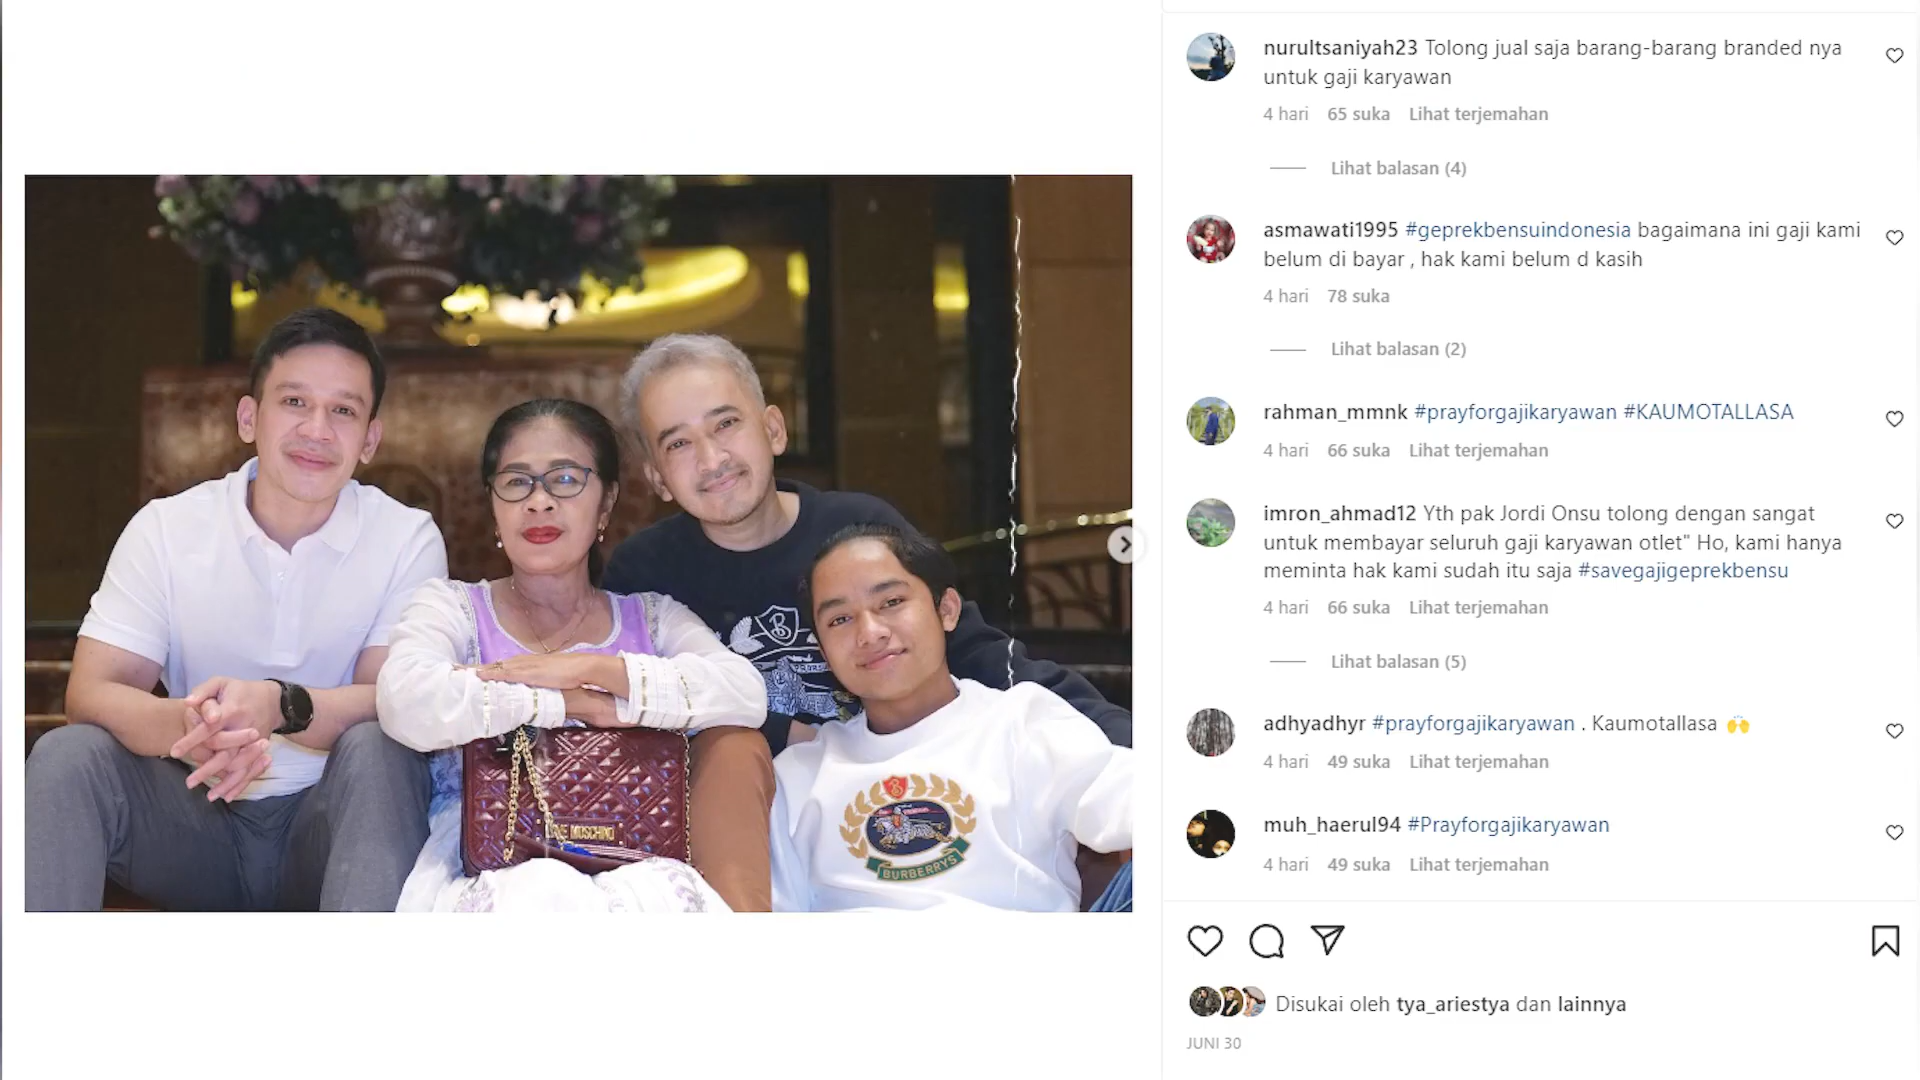 nurultsaniyah23 Tolong jual saja barang-barang branded nya
untuk gaji karyawan
4 hari 65 suka Lihat terjemahan
Lihat balasan (4)
asmawati1995 #geprekbensuindonesia bagaimana ini gaji kami
belum di bayar , hak kami belum d kasih
4 hari 78 suka
Lihat balasan (2)
rahman_mmnk #prayforgajikaryawan #KAUMOTALLASA
4 hari 66 suka Lihat terjemahan
imron_ahmad12 Yth pak Jordi Onsu tolong dengan sangat
untuk membayar seluruh gaji karyawan otlet" Ho, kami hanya
meminta hak kami sudah itu saja #savegajigeprekbensu
4 hari 66 suka Lihat terjemahan
Lihat balasan (5)
adhyadhyr #prayforgajikaryawan . Kaumotallasa 🙌
4 hari 49 suka Lihat terjemahan
muh_haerul94 #Prayforgajikaryawan
4 hari 49 suka Lihat terjemahan
Disukai oleh tya_ariestya dan lainnya
JUNI 30
B
MOSCHINO
BURBERRYS